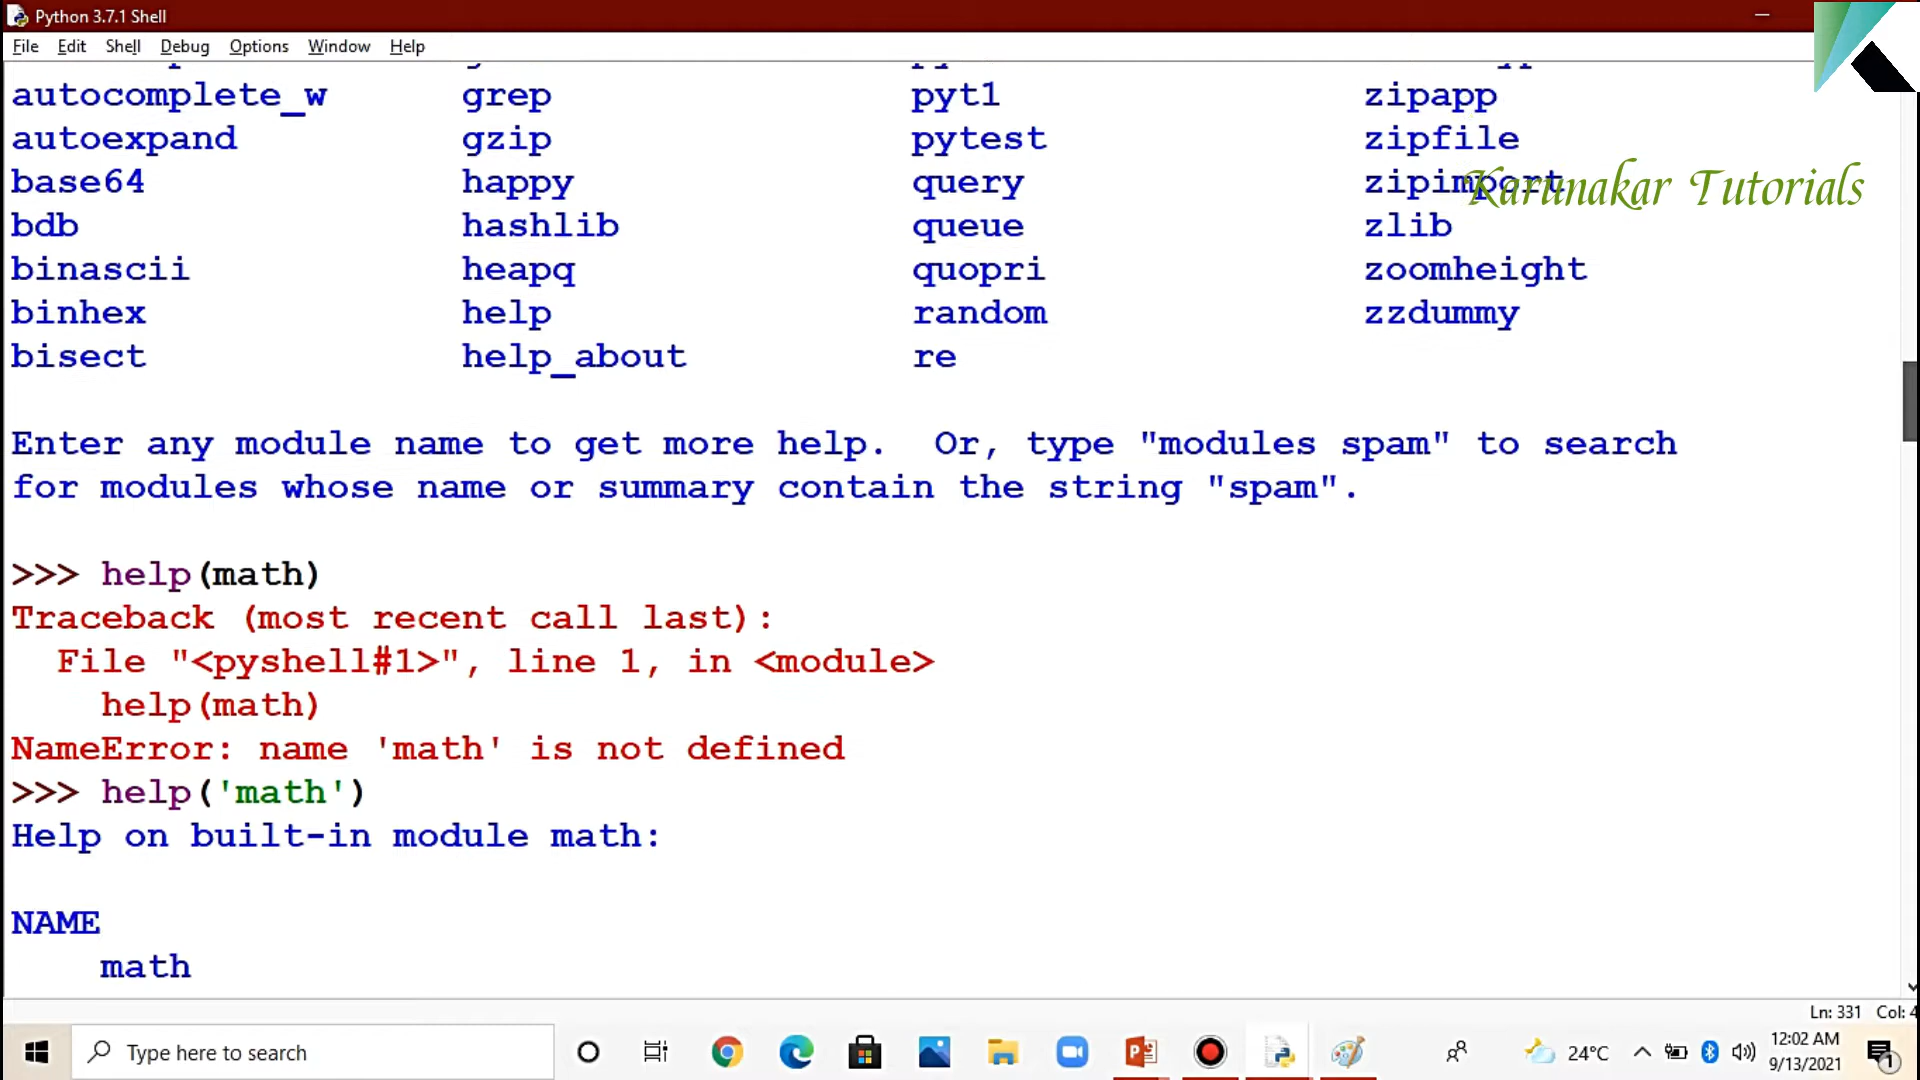 Python 3.7.1 Shell
File Edit Shell Debug Options Window Help
autocomplete_w grep pyt1 zipapp
autoexpand gzip pytest zipfile
base64 happy query zipimport
Karunakar Tutorials
bdb hashlib queue zlib
binascii heapq quopri zoomheight
binhex help random zzdummy
bisect help_about re
Enter any module name to get more help. Or, type "modules spam" to search
for modules whose name or summary contain the string "spam".
>>> help(math)
Traceback (most recent call last):
File "<pyshell#1>", line 1, in <module>
help(math)
NameError: name 'math' is not defined
>>> help('math')
Help on built-in module math:
NAME
math
Ln: 331 Col: 4
Type here to search
24°C
12:02 AM
9/13/2021
1